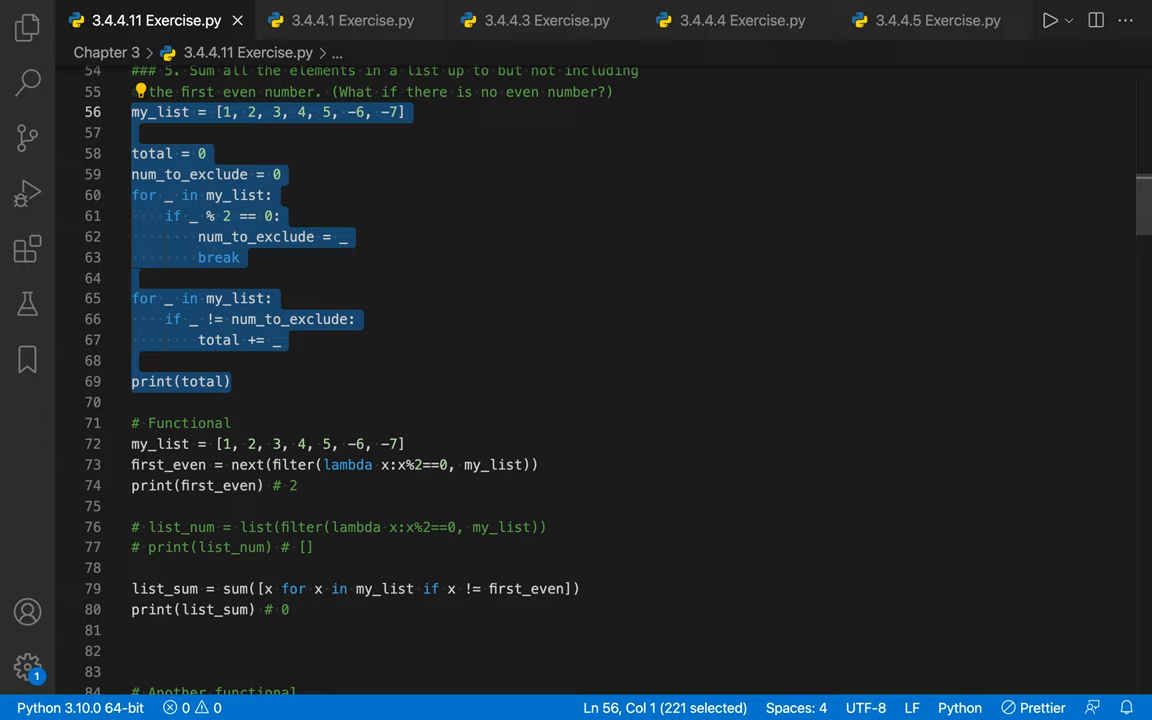 3.4.4.11 Exercise.py
3.4.4.1 Exercise.py
3.4.4.3 Exercise.py
3.4.4.4 Exercise.py
3.4.4.5 Exercise.py
Chapter 3 > 3.4.4.11 Exercise.py > ...
54 ### 5. Sum all the elements in a list up to but not including
55 the first even number. (What if there is no even number?)
56 my_list = [1, 2, 3, 4, 5, -6, -7]
57
58 total = 0
59 num_to_exclude = 0
60 for _ in my_list:
61 if _ % 2 == 0:
62 num_to_exclude = _
63 break
64
65 for _ in my_list:
66 if _ != num_to_exclude:
67 total += _
68
69 print(total)
70
71 # Functional
72 my_list = [1, 2, 3, 4, 5, -6, -7]
73 first_even = next(filter(lambda x:x%2==0, my_list))
74 print(first_even) # 2
75
76 # list_num = list(filter(lambda x:x%2==0, my_list))
77 # print(list_num) # []
78
79 list_sum = sum([x for x in my_list if x != first_even])
80 print(list_sum) # 0
81
82
83
84 # Another functional
1
Python 3.10.0 64-bit 0 0 Ln 56, Col 1 (221 selected) Spaces: 4 UTF-8 LF Python Prettier